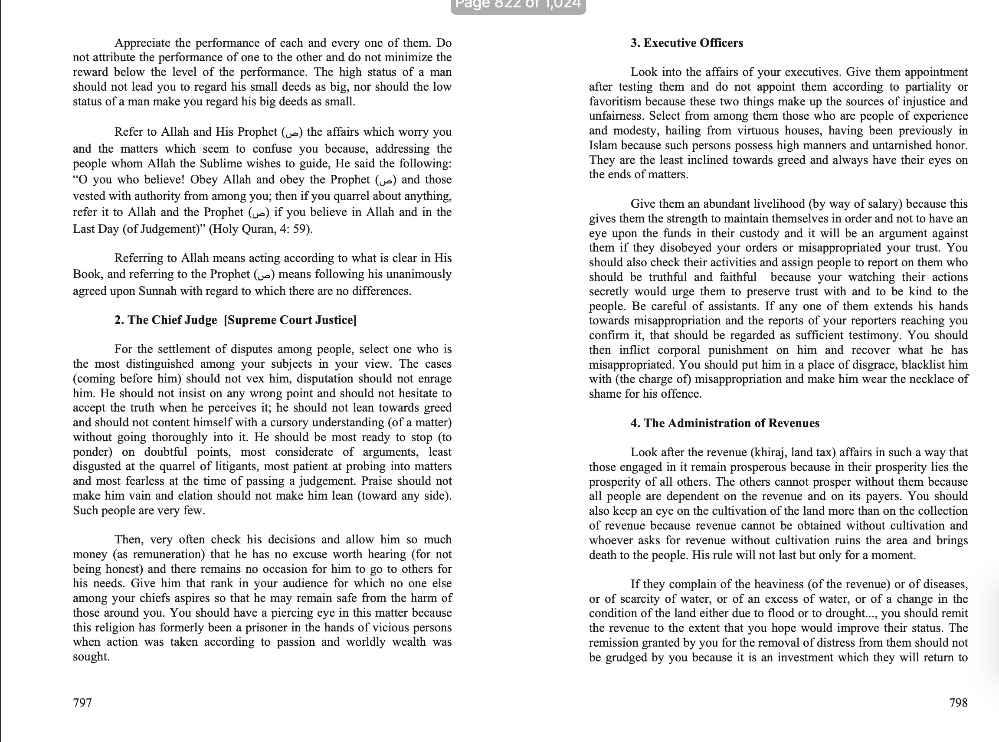 Page 822 of 1,024
Appreciate the performance of each and every one of them. Do
not attribute the performance of one to the other and do not minimize the
reward below the level of the performance. The high status of a man
should not lead you to regard his small deeds as big, nor should the low
status of a man make you regard his big deeds as small.
Refer to Allah and His Prophet (ص) the affairs which worry you
and the matters which seem to confuse you because, addressing the
people whom Allah the Sublime wishes to guide, He said the following:
“O you who believe! Obey Allah and obey the Prophet (ص) and those
vested with authority from among you; then if you quarrel about anything,
refer it to Allah and the Prophet (ص) if you believe in Allah and in the
Last Day (of Judgement)” (Holy Quran, 4: 59).
Referring to Allah means acting according to what is clear in His
Book, and referring to the Prophet (ص) means following his unanimously
agreed upon Sunnah with regard to which there are no differences.
2. The Chief Judge [Supreme Court Justice]
For the settlement of disputes among people, select one who is
the most distinguished among your subjects in your view. The cases
(coming before him) should not vex him, disputation should not enrage
him. He should not insist on any wrong point and should not hesitate to
accept the truth when he perceives it; he should not lean towards greed
and should not content himself with a cursory understanding (of a matter)
without going thoroughly into it. He should be most ready to stop (to
ponder) on doubtful points, most considerate of arguments, least
disgusted at the quarrel of litigants, most patient at probing into matters
and most fearless at the time of passing a judgement. Praise should not
make him vain and elation should not make him lean (toward any side).
Such people are very few.
Then, very often check his decisions and allow him so much
money (as remuneration) that he has no excuse worth hearing (for not
being honest) and there remains no occasion for him to go to others for
his needs. Give him that rank in your audience for which no one else
among your chiefs aspires so that he may remain safe from the harm of
those around you. You should have a piercing eye in this matter because
this religion has formerly been a prisoner in the hands of vicious persons
when action was taken according to passion and worldly wealth was
sought.
797
3. Executive Officers
Look into the affairs of your executives. Give them appointment
after testing them and do not appoint them according to partiality or
favoritism because these two things make up the sources of injustice and
unfairness. Select from among them those who are people of experience
and modesty, hailing from virtuous houses, having been previously in
Islam because such persons possess high manners and untarnished honor.
They are the least inclined towards greed and always have their eyes on
the ends of matters.
Give them an abundant livelihood (by way of salary) because this
gives them the strength to maintain themselves in order and not to have an
eye upon the funds in their custody and it will be an argument against
them if they disobeyed your orders or misappropriated your trust. You
should also check their activities and assign people to report on them who
should be truthful and faithful because your watching their actions
secretly would urge them to preserve trust with and to be kind to the
people. Be careful of assistants. If any one of them extends his hands
towards misappropriation and the reports of your reporters reaching you
confirm it, that should be regarded as sufficient testimony. You should
then inflict corporal punishment on him and recover what he has
misappropriated. You should put him in a place of disgrace, blacklist him
with (the charge of) misappropriation and make him wear the necklace of
shame for his offence.
4. The Administration of Revenues
Look after the revenue (khiraj, land tax) affairs in such a way that
those engaged in it remain prosperous because in their prosperity lies the
prosperity of all others. The others cannot prosper without them because
all people are dependent on the revenue and on its payers. You should
also keep an eye on the cultivation of the land more than on the collection
of revenue because revenue cannot be obtained without cultivation and
whoever asks for revenue without cultivation ruins the area and brings
death to the people. His rule will not last but only for a moment.
If they complain of the heaviness (of the revenue) or of diseases,
or of scarcity of water, or of an excess of water, or of a change in the
condition of the land either due to flood or to drought..., you should remit
the revenue to the extent that you hope would improve their status. The
remission granted by you for the removal of distress from them should not
be grudged by you because it is an investment which they will return to
798